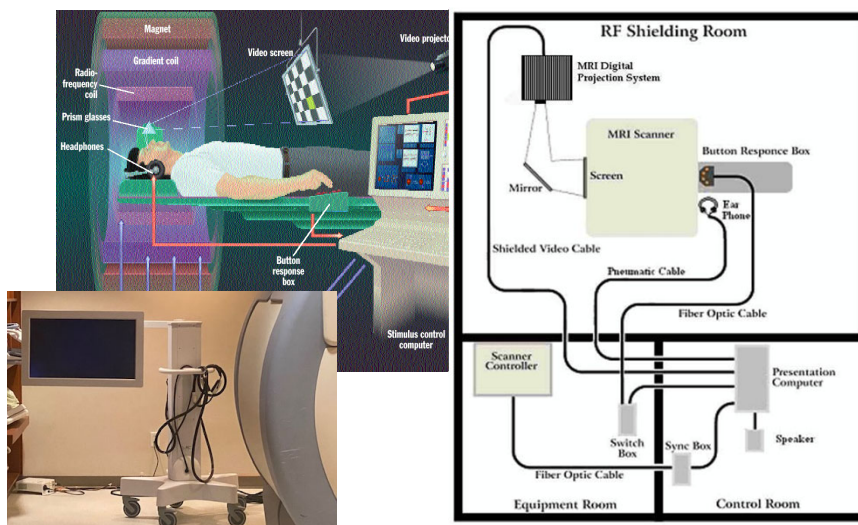 Magnet
Gradient coil
Radio-
frequency
coil
Prism glasses
Headphones
Video screen
Video projecto
Button
response
box
Stimulus control
computer
RF Shielding Room
MRI Digital
Projection System
MRI Scanner
Button Responce Box
Mirror
Screen
Ear
Phone
Shielded Video Cable
Pneumatic Cable
Fiber Optic Cable
Scanner
Controller
Presentation
Computer
Switch
Box
Sync Box
Speaker
Fiber Optic Cable
Equipment Room
Control Room